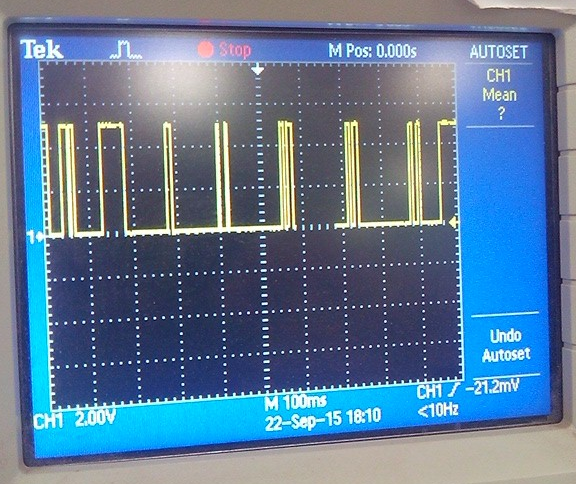 Tek Stop M Pos: 0.000s AUTOSET
CH1
Mean
?
1
Undo
Autoset
CH1 2.00V M 100ms CH1 -21.2mV
22-Sep-15 18:10 <10Hz